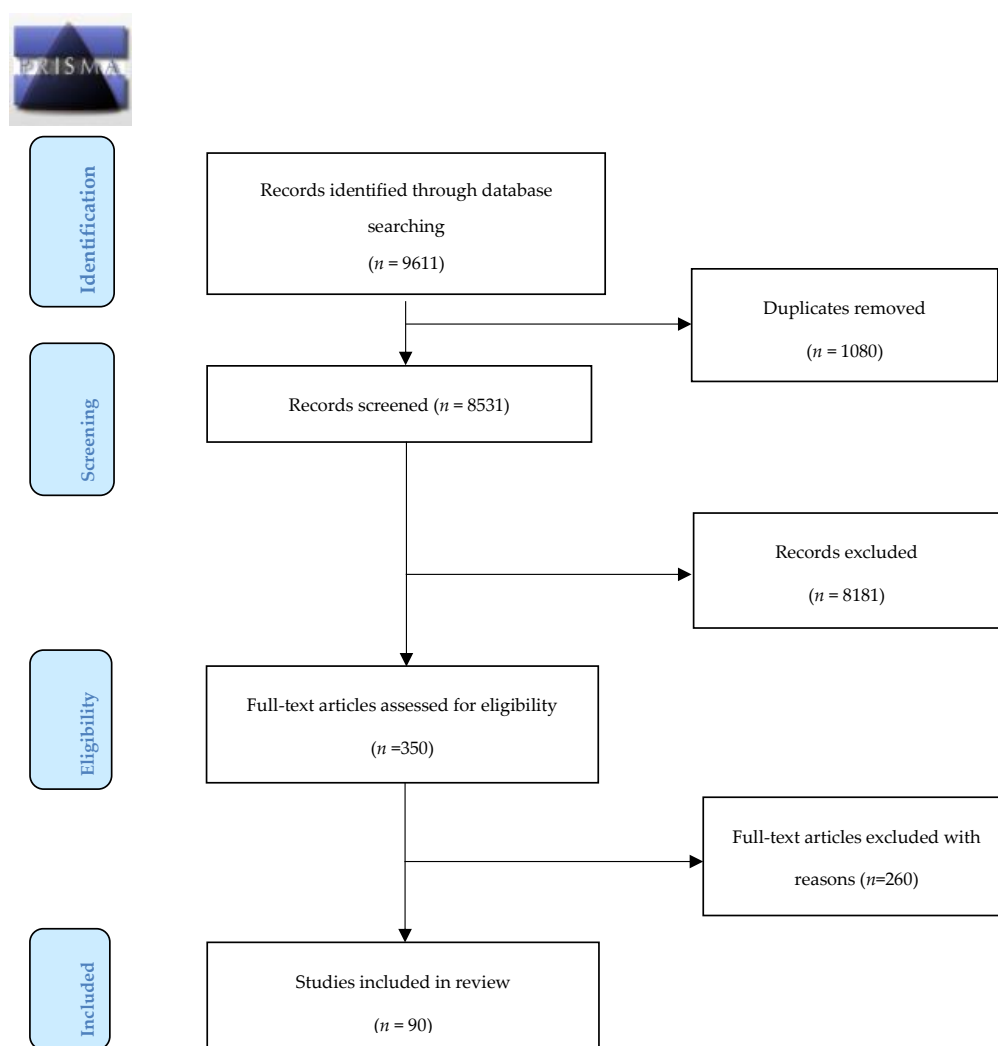 PRISMA
Identification
Records identified through database
searching
(n = 9611)
Duplicates removed
(n = 1080)
Screening
Records screened (n = 8531)
Records excluded
(n = 8181)
Eligibility
Full-text articles assessed for eligibility
(n =350)
Full-text articles excluded with
reasons (n=260)
Included
Studies included in review
(n = 90)